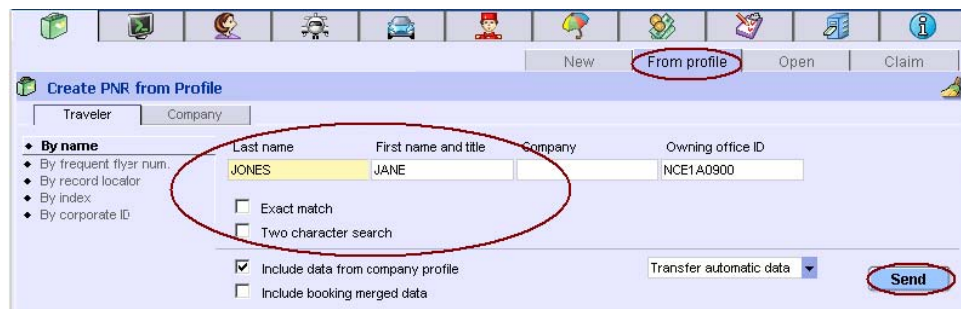 New From profile Open Claim
Create PNR from Profile
Traveler Company
By name
By frequent flyer num.
By record locator
By index
By corporate ID
Last name First name and title Company Owning office ID
JONES JANE NCE1A0900
Exact match
Two character search
Include data from company profile Transfer automatic data
Send
Include booking merged data